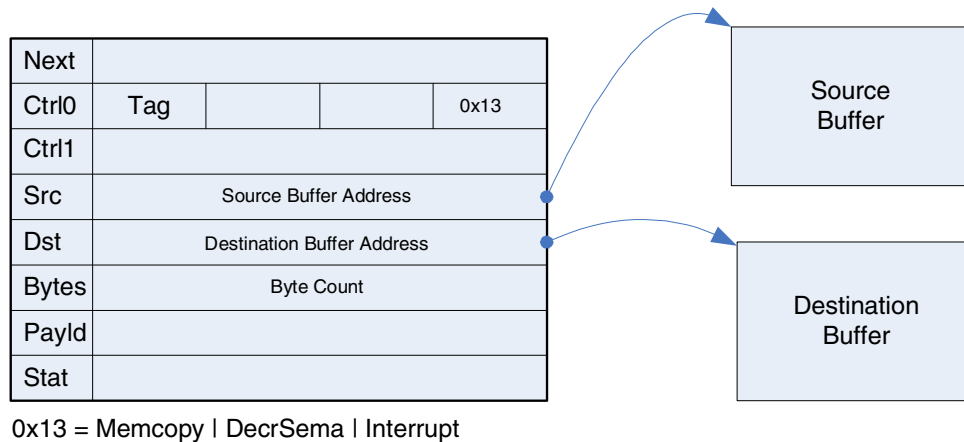 Next
Ctrl0 Tag 0x13
Ctrl1
Src Source Buffer Address
Dst Destination Buffer Address
Bytes Byte Count
Payld
Stat
Source
Buffer
Destination
Buffer
0x13 = Memcopy | DecrSema | Interrupt